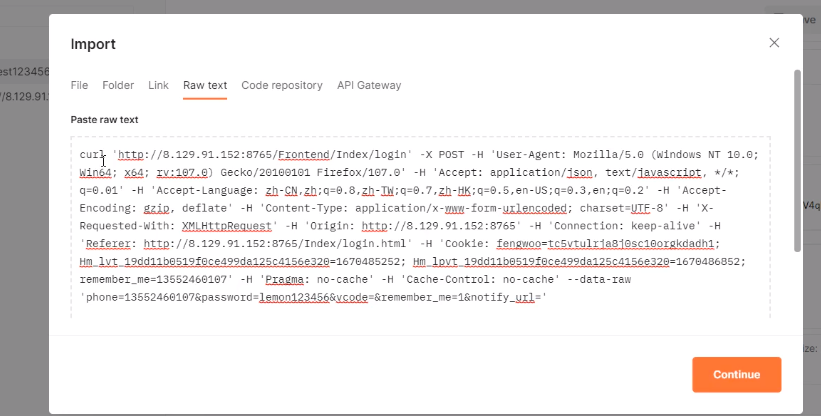 ve
Import
File Folder Link Raw text Code repository API Gateway
est123456
//8.129.91.
Paste raw text
curl 'http://8.129.91.152:8765/Frontend/Index/login' -X POST -H 'User-Agent: Mozilla/5.0 (Windows NT 10.0;
Win64; x64; rv:107.0) Gecko/20100101 Firefox/107.0' -H 'Accept: application/json, text/javascript, */*;
q=0.01' -H 'Accept-Language: zh-CN,zh;q=0.8,zh-TW;q=0.7,zh-HK;q=0.5,en-US;q=0.3,en;q=0.2' -H 'Accept-
Encoding: gzip, deflate' -H 'Content-Type: application/x-www-form-urlencoded; charset=UTF-8' -H 'X-
Requested-With: XMLHttpRequest' -H 'Origin: http://8.129.91.152:8765' -H 'Connection: keep-alive' -H
'Referer: http://8.129.91.152:8765/Index/login.html' -H 'Cookie: fengwoo=tc5vtulrja8j0sc10orgkdadh1;
Hm_lvt_19dd11b0519f0ce499da125c4156e320=1670485252; Hm_lpvt_19dd11b0519f0ce499da125c4156e320=1670486852;
remember_me=13552460107' -H 'Pragma: no-cache' -H 'Cache-Control: no-cache' --data-raw
'phone=13552460107&password=lemon123456&vcode=&remember_me=1&notify_url='
V4q
ze:
Continue